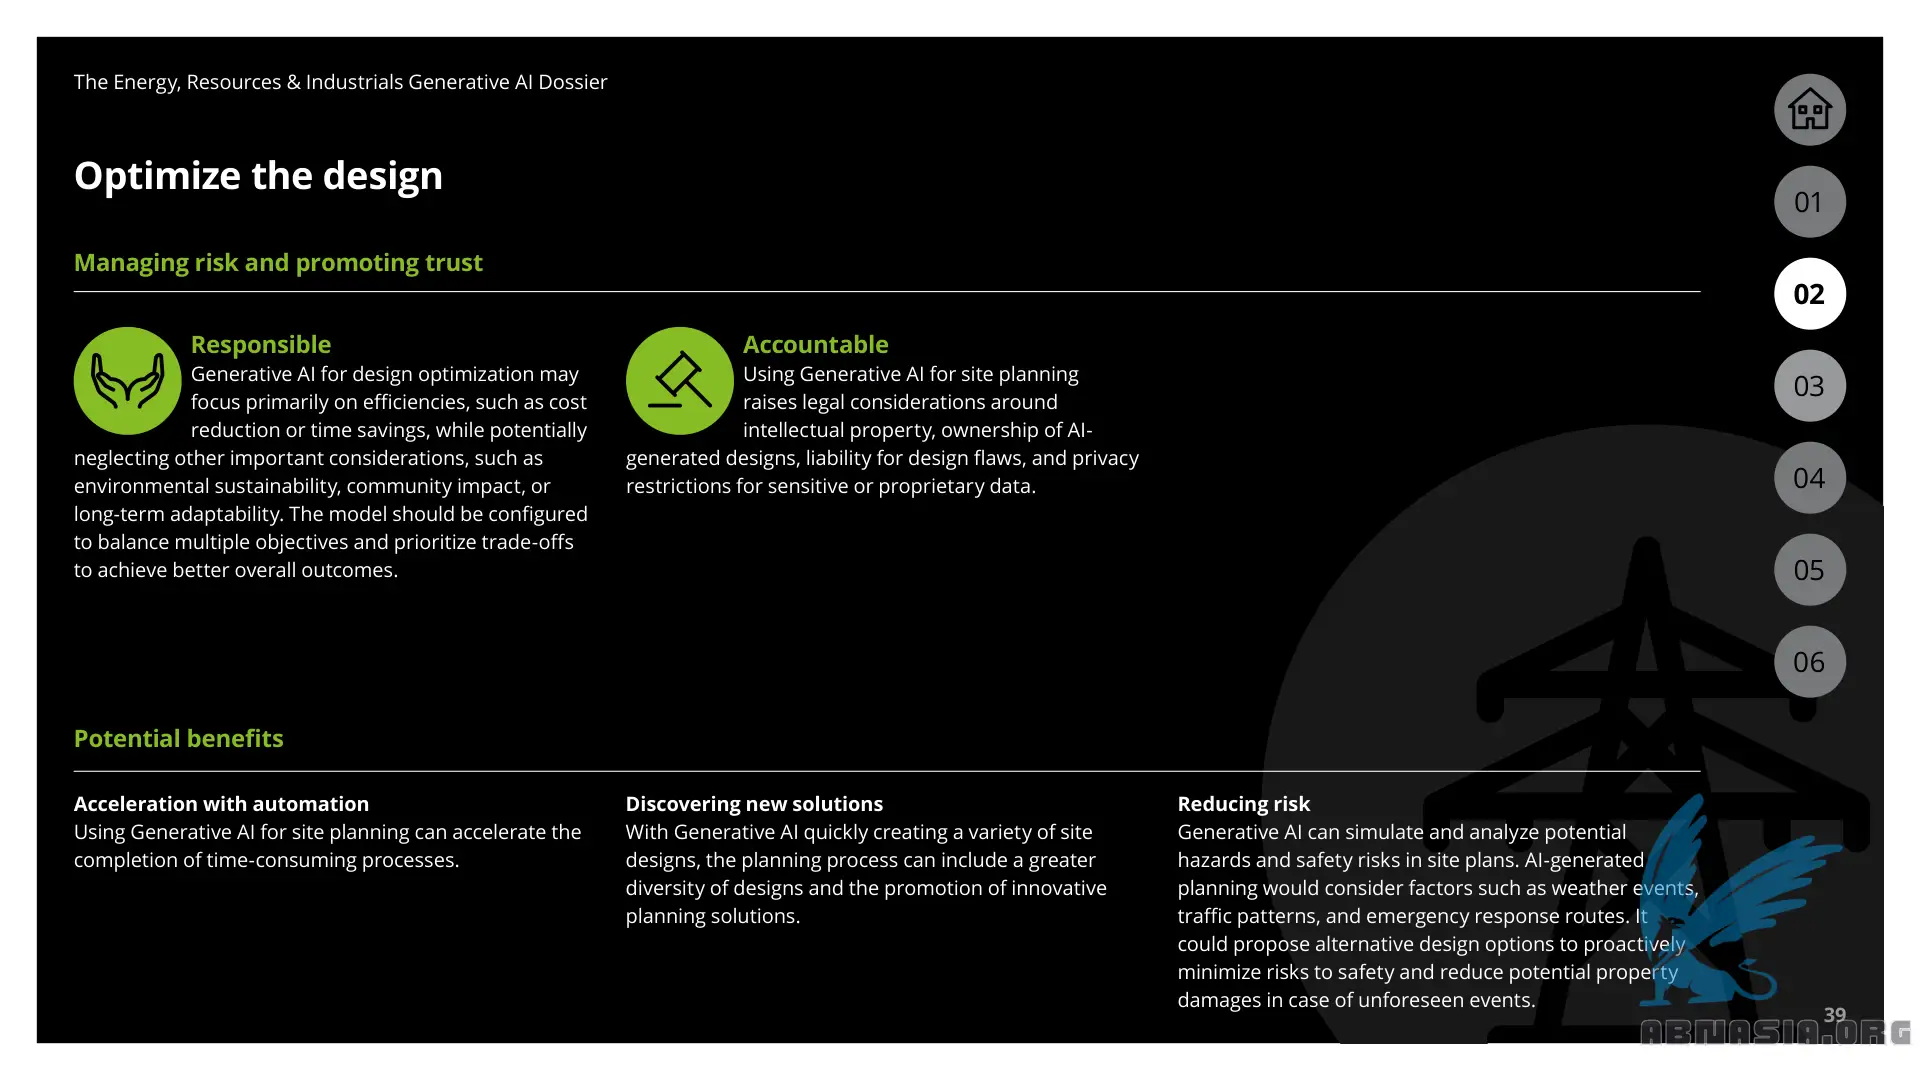 The Energy, Resources & Industrials Generative AI Dossier
Optimize the design
Managing risk and promoting trust
Responsible
Generative AI for design optimization may
focus primarily on efficiencies, such as cost
reduction or time savings, while potentially
neglecting other important considerations, such as
environmental sustainability, community impact, or
long-term adaptability. The model should be configured
to balance multiple objectives and prioritize trade-offs
to achieve better overall outcomes.
Accountable
Using Generative AI for site planning
raises legal considerations around
intellectual property, ownership of AI-
generated designs, liability for design flaws, and privacy
restrictions for sensitive or proprietary data.
Potential benefits
Acceleration with automation
Using Generative AI for site planning can accelerate the
completion of time-consuming processes.
Discovering new solutions
With Generative AI quickly creating a variety of site
designs, the planning process can include a greater
diversity of designs and the promotion of innovative
planning solutions.
Reducing risk
Generative AI can simulate and analyze potential
hazards and safety risks in site plans. AI-generated
planning would consider factors such as weather events,
traffic patterns, and emergency response routes. It
could propose alternative design options to proactively
minimize risks to safety and reduce potential property
damages in case of unforeseen events.
01
02
03
04
05
06
39
ABMASIA.ORG